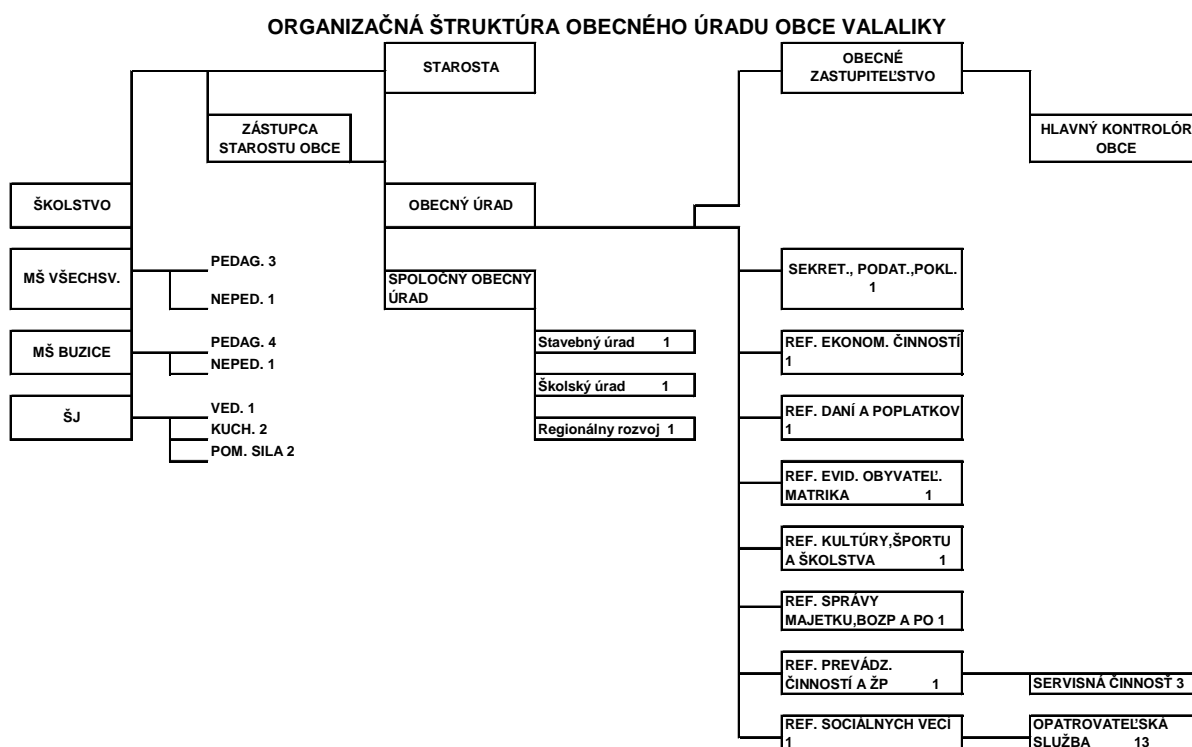 ORGANIZAČNÁ ŠTRUKTÚRA OBECNÉHO ÚRADU OBCE VALALIKY
STAROSTA
OBECNÉ
ZASTUPITEĽSTVO
ZÁSTUPCA
STAROSTU OBCE
HLAVNÝ KONTROLÓR
OBCE
ŠKOLSTVO
OBECNÝ ÚRAD
MŠ VŠECHSV.
PEDAG. 3
NEPED. 1
SPOLOČNÝ OBECNÝ
ÚRAD
SEKRET., PODAT.,POKL.
1
MŠ BUZICE
PEDAG. 4
NEPED. 1
Stavebný úrad 1
REF. EKONOM. ČINNOSTÍ
1
Školský úrad 1
ŠJ
VED. 1
KUCH. 2
POM. SILA 2
Regionálny rozvoj 1
REF. DANÍ A POPLATKOV
1
REF. EVID. OBYVATEĽ.
MATRIKA 1
REF. KULTÚRY,ŠPORTU
A ŠKOLSTVA 1
REF. SPRÁVY
MAJETKU,BOZP A PO 1
REF. PREVÁDZ.
ČINNOSTÍ A ŽP 1
SERVISNÁ ČINNOSŤ 3
REF. SOCIÁLNYCH VECÍ
1
OPATROVATEĽSKÁ
SLUŽBA 13